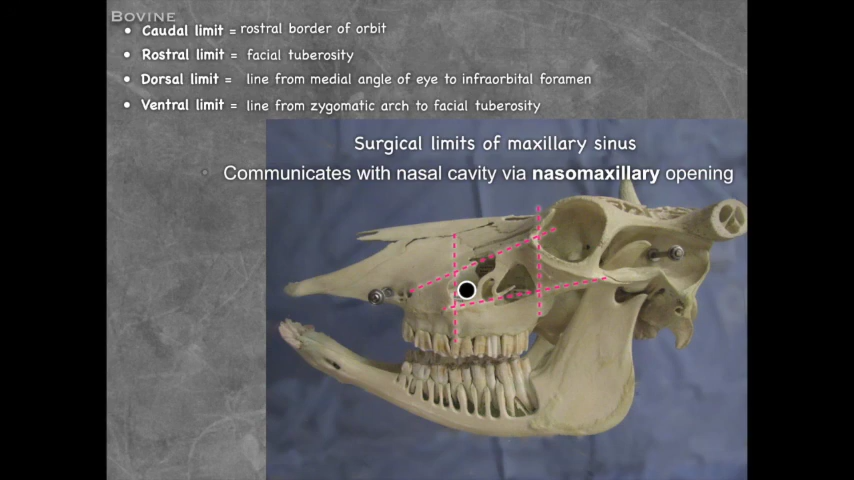 BOVINE
• Caudal limit = rostral border of orbit
• Rostral limit = facial tuberosity
• Dorsal limit = line from medial angle of eye to infraorbital foramen
• Ventral limit = line from zygomatic arch to facial tuberosity
Surgical limits of maxillary sinus
Communicates with nasal cavity via nasomaxillary opening